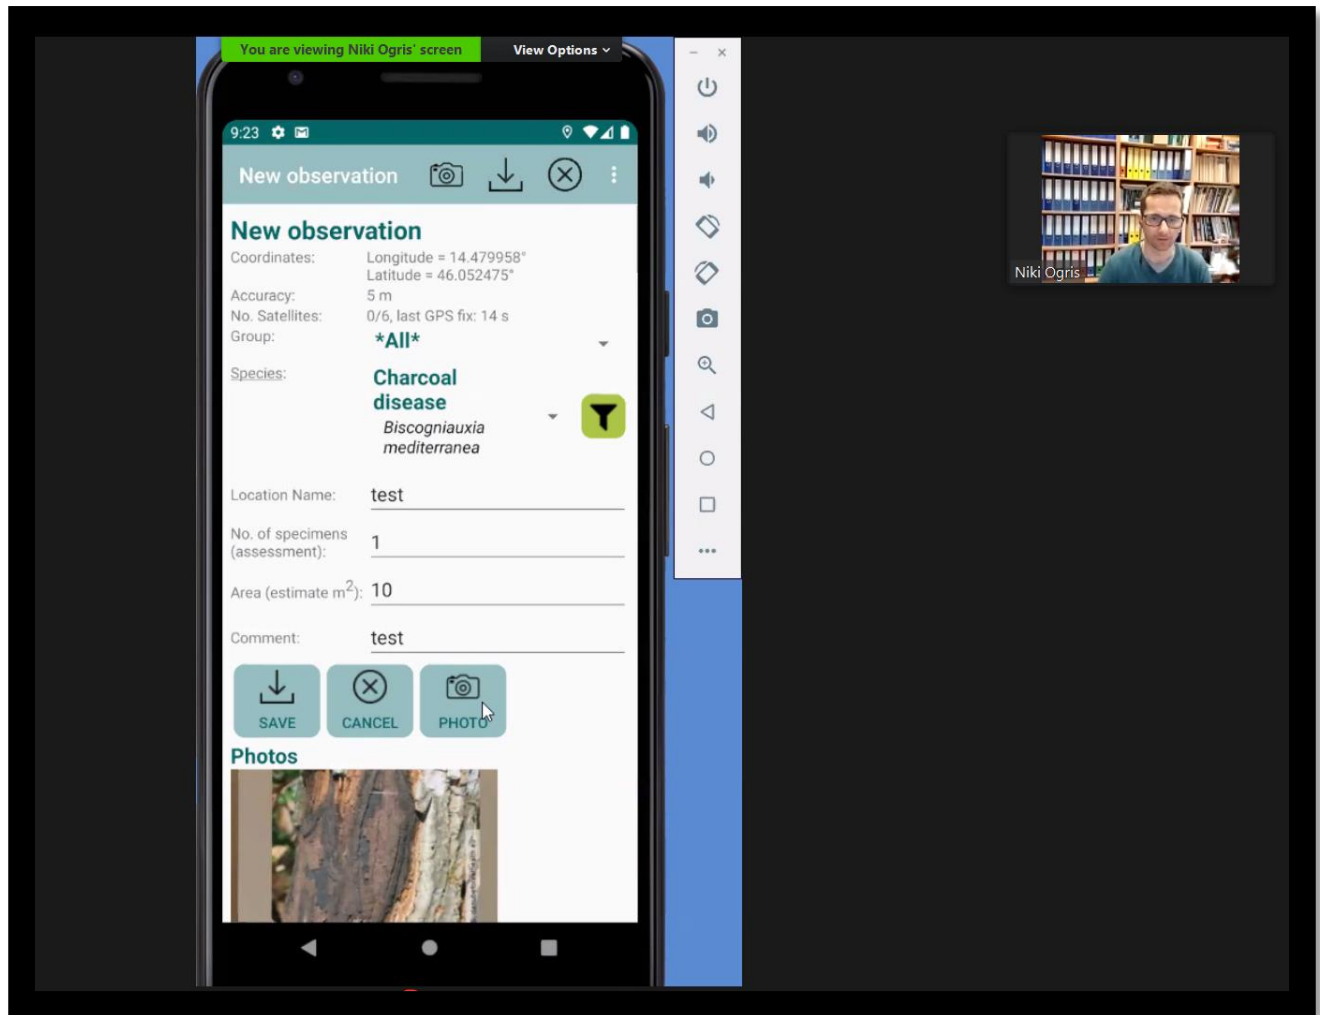 You are viewing Niki Ogris' screen
View Options
9:23
New observation
New observation
Coordinates: Longitude = 14.479958°
Latitude = 46.052475°
Accuracy: 5 m
No. Satellites: 0/6, last GPS fix: 14 s
Group: *All*
Species: Charcoal
disease
Biscogniauxia
mediterranea
Location Name: test
No. of specimens
(assessment): 1
Area (estimate m²): 10
Comment: test
SAVE CANCEL PHOTO
Photos
Niki Ogris